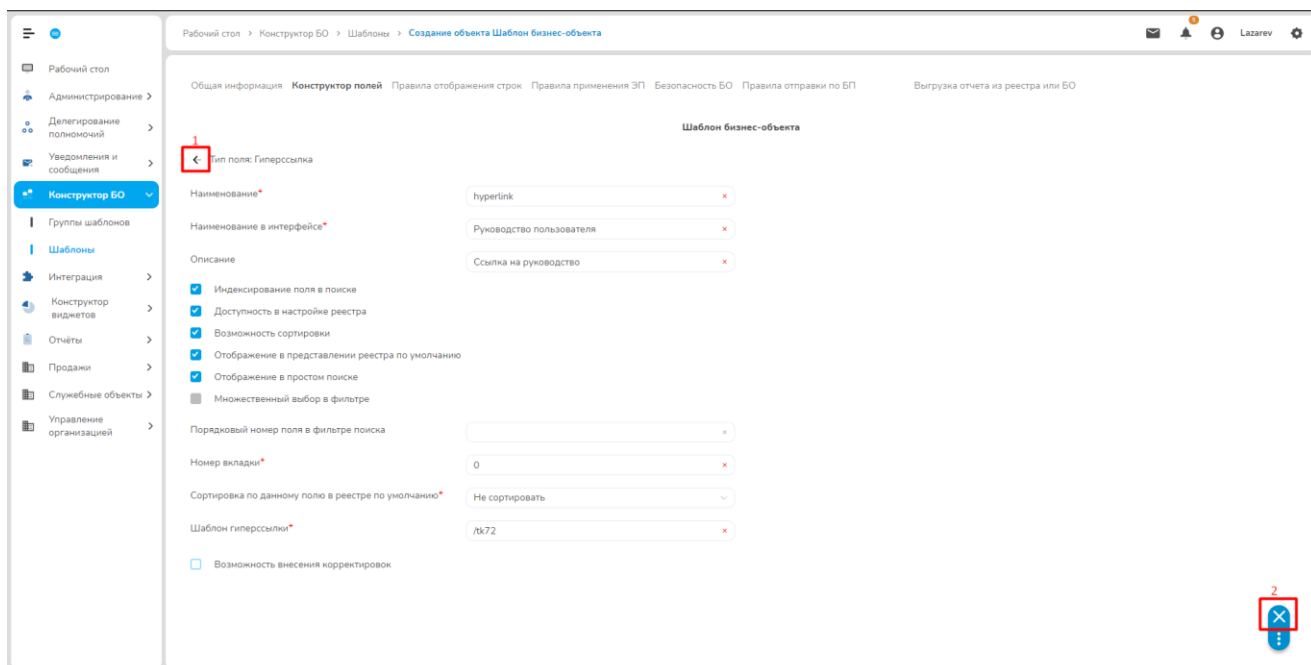 Рабочий стол > Конструктор БО > Шаблоны > Создание объекта Шаблон бизнес-объекта
9
Lazarev
Рабочий стол
Администрирование
Делегирование
полномочий
Уведомления и
сообщения
Конструктор БО
Группы шаблонов
Шаблоны
Интеграция
Конструктор
виджетов
Отчёты
Продажи
Служебные объекты
Управление
организацией
Общая информация Конструктор полей Правила отображения строк Правила применения ЭП Безопасность БО Правила отправки по БП Выгрузка отчета из реестра или БО
Шаблон бизнес-объекта
1
Тип поля: Гиперссылка
Наименование* hyperlink
Наименование в интерфейсе* Руководство пользователя
Описание Ссылка на руководство
Индексирование поля в поиске
Доступность в настройке реестра
Возможность сортировки
Отображение в представлении реестра по умолчанию
Отображение в простом поиске
Множественный выбор в фильтре
Порядковый номер поля в фильтре поиска
Номер вкладки* 0
Сортировка по данному полю в реестре по умолчанию* Не сортировать
Шаблон гиперссылки* /tk72
Возможность внесения корректировок
2